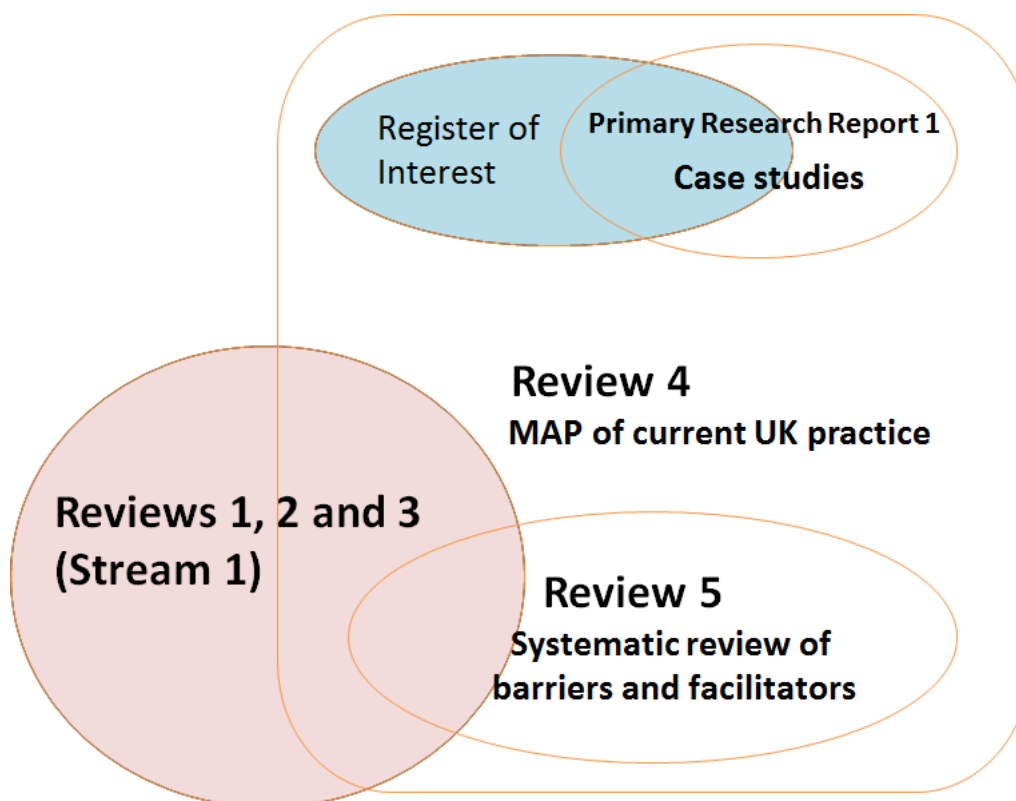 Register of
Interest
Primary Research Report 1
Case studies
Review 4
MAP of current UK practice
Reviews 1, 2 and 3
(Stream 1)
Review 5
Systematic review of
barriers and facilitators